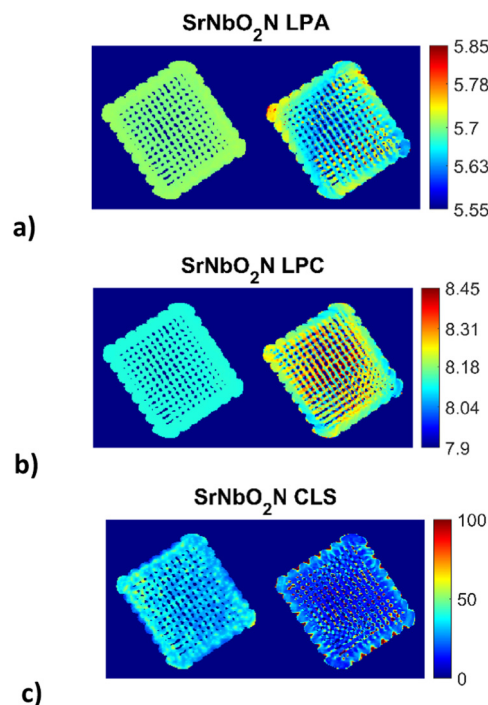 SrNbO₂N LPA
5.85
5.78
5.7
5.63
5.55
a)
SrNbO₂N LPC
8.45
8.31
8.18
8.04
7.9
b)
SrNbO₂N CLS
100
50
0
c)